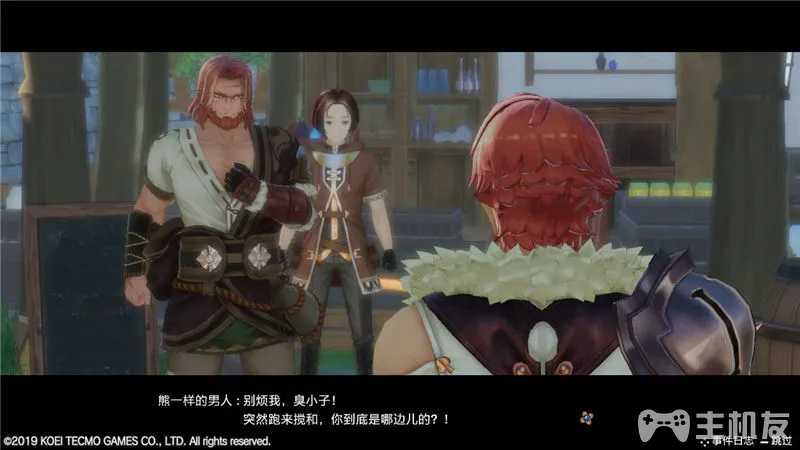 熊一样的男人：别烦我，臭小子！
突然跑来搅和，你到底是哪边儿的？！
©2019 KOEI TECMO GAMES CO., LTD. All rights reserved.
主机友
事件日志 跳过